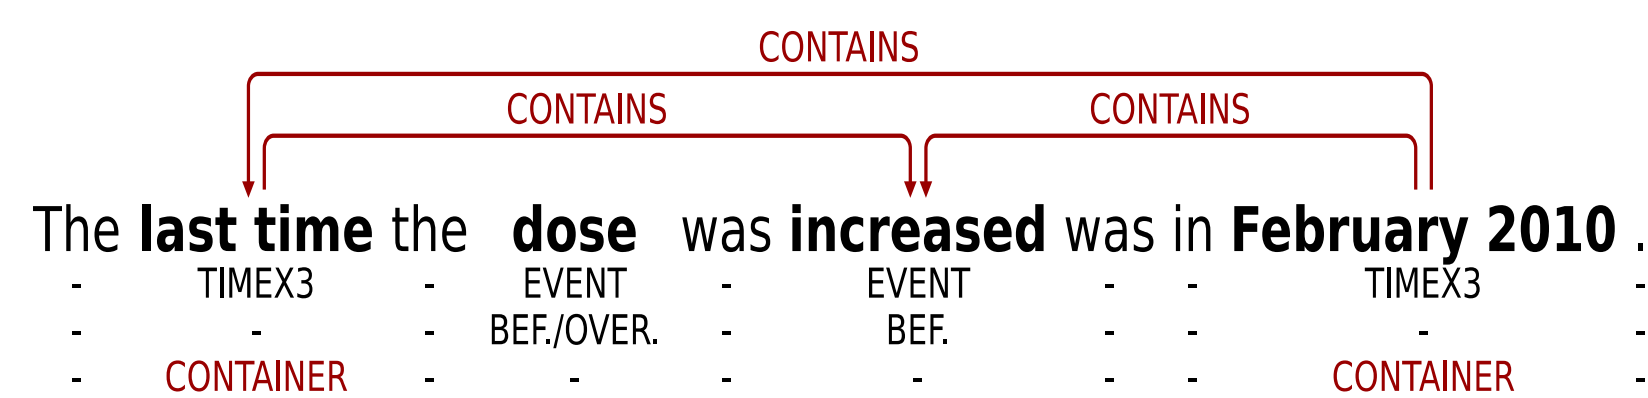 CONTAINS
CONTAINS CONTAINS
The last time the dose was increased was in February 2010 .
- TIMEX3 - EVENT - EVENT - - TIMEX3 -
- - - BEF./OVER. - BEF. - - - -
- CONTAINER - - - - - - CONTAINER -